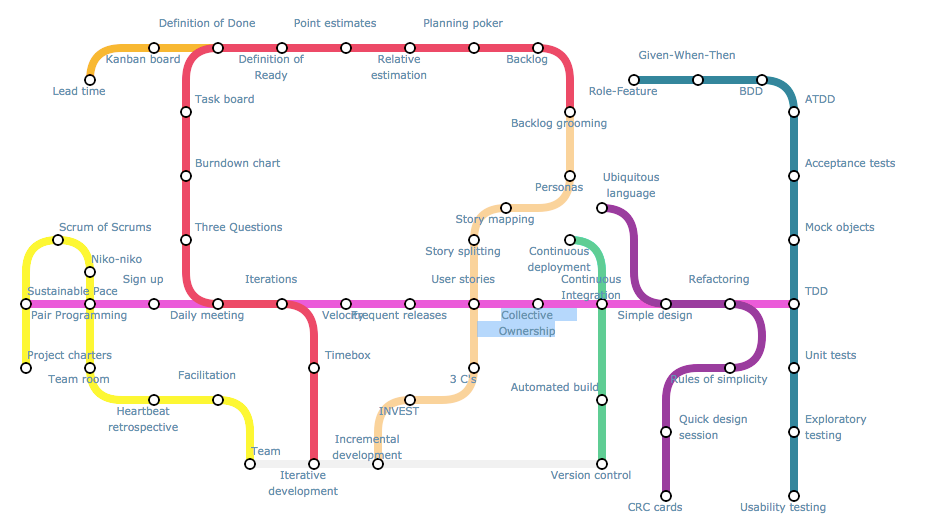 Definition of Done
Point estimates
Planning poker
Kanban board
Definition of
Ready
Relative
estimation
Backlog
Given-When-Then
Lead time
Role-Feature
BDD
Task board
ATDD
Backlog grooming
Burndown chart
Acceptance tests
Personas
Ubiquitous
language
Story mapping
Scrum of Scrums
Three Questions
Mock objects
Niko-niko
Story splitting
Continuous
deployment
Sign up
Iterations
User stories
Continuous
Integration
Refactoring
Sustainable Pace
TDD
Pair Programming
Daily meeting
Velocity
Frequent releases
Collective
Ownership
Simple design
Project charters
Timebox
Unit tests
Team room
Facilitation
3 C's
Automated build
Rules of simplicity
Heartbeat
retrospective
INVEST
Quick design
session
Exploratory
testing
Team
Incremental
development
Iterative
development
Version control
CRC cards
Usability testing